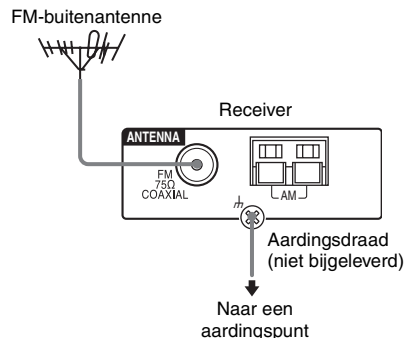 FM-buitenantenne
Receiver
ANTENNA
FM
75Ω
COAXIAL
AM
Aardingsdraad
(niet bijgeleverd)
Naar een
aardingspunt